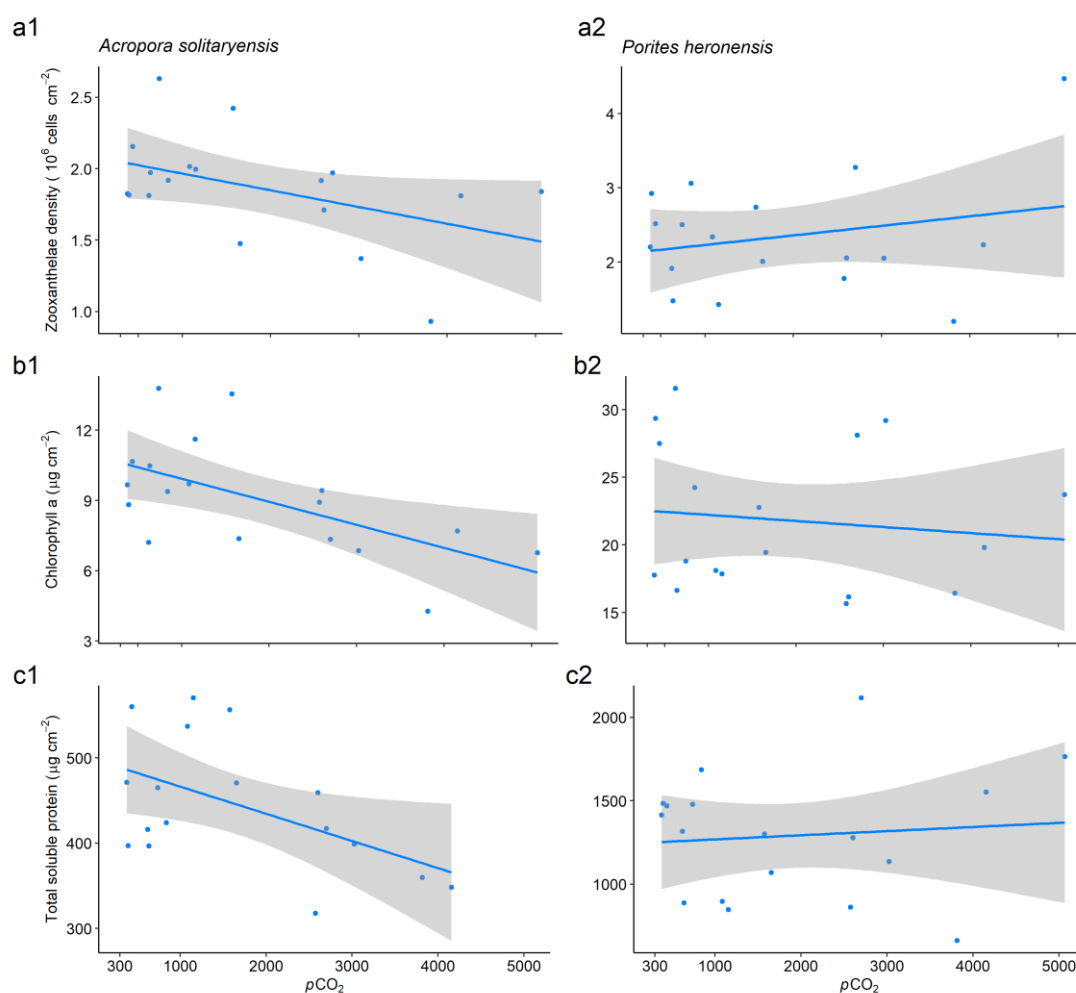 a1
a2
Acropora solitaryensis
Porites heronensis
Zooxanthelae density ( 10⁶ cells cm⁻²)
2.5
2.0
1.5
1.0
4
3
2
b1
b2
Chlorophyll a (µg cm⁻²)
12
9
6
3
30
25
20
15
c1
c2
Total soluble protein (µg cm⁻²)
500
400
300
2000
1500
1000
300 1000 2000 3000 4000 5000
300 1000 2000 3000 4000 5000
pCO₂
pCO₂